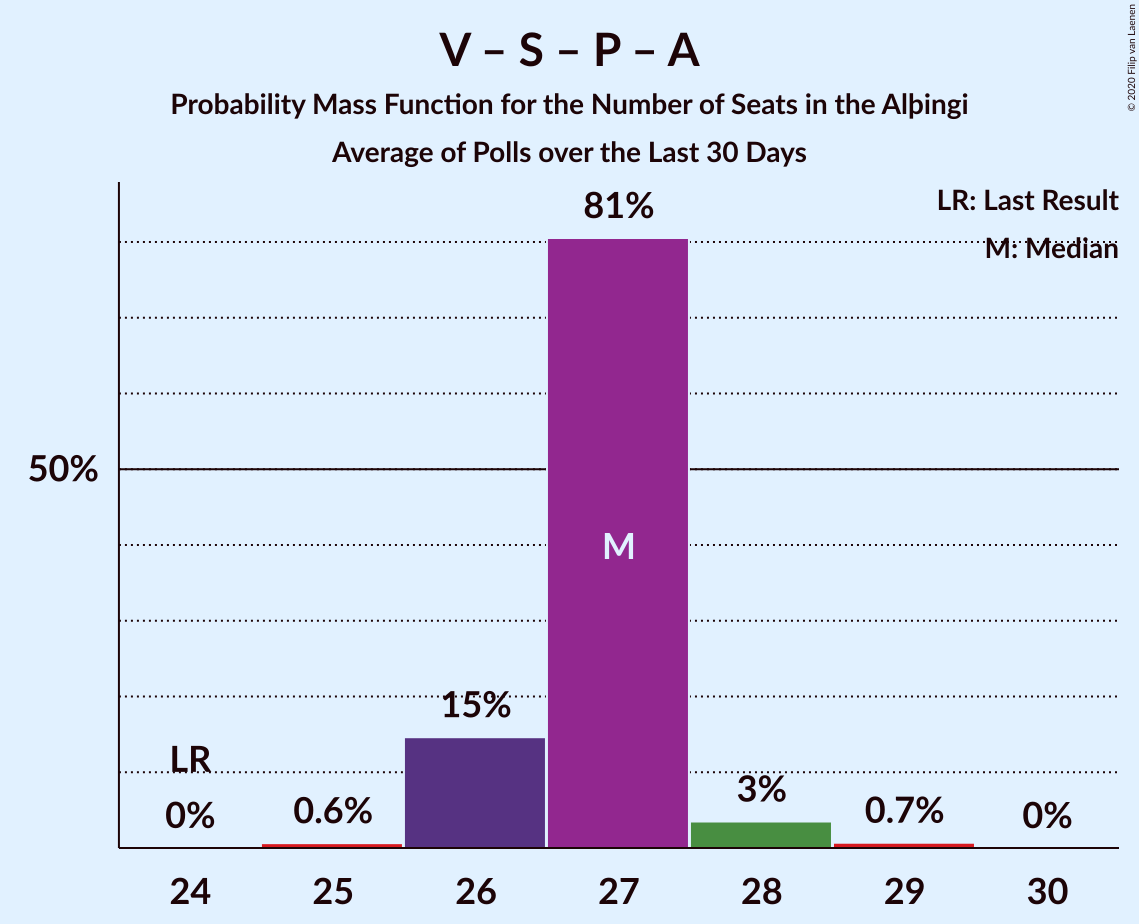 V – S – P – A
Probability Mass Function for the Number of Seats in the Alþingi
Average of Polls over the Last 30 Days
© 2020 Filip van Laenen
LR: Last Result
M: Median
81%
50%
M
15%
LR
0%
0.6%
3%
0.7%
0%
24 25 26 27 28 29 30